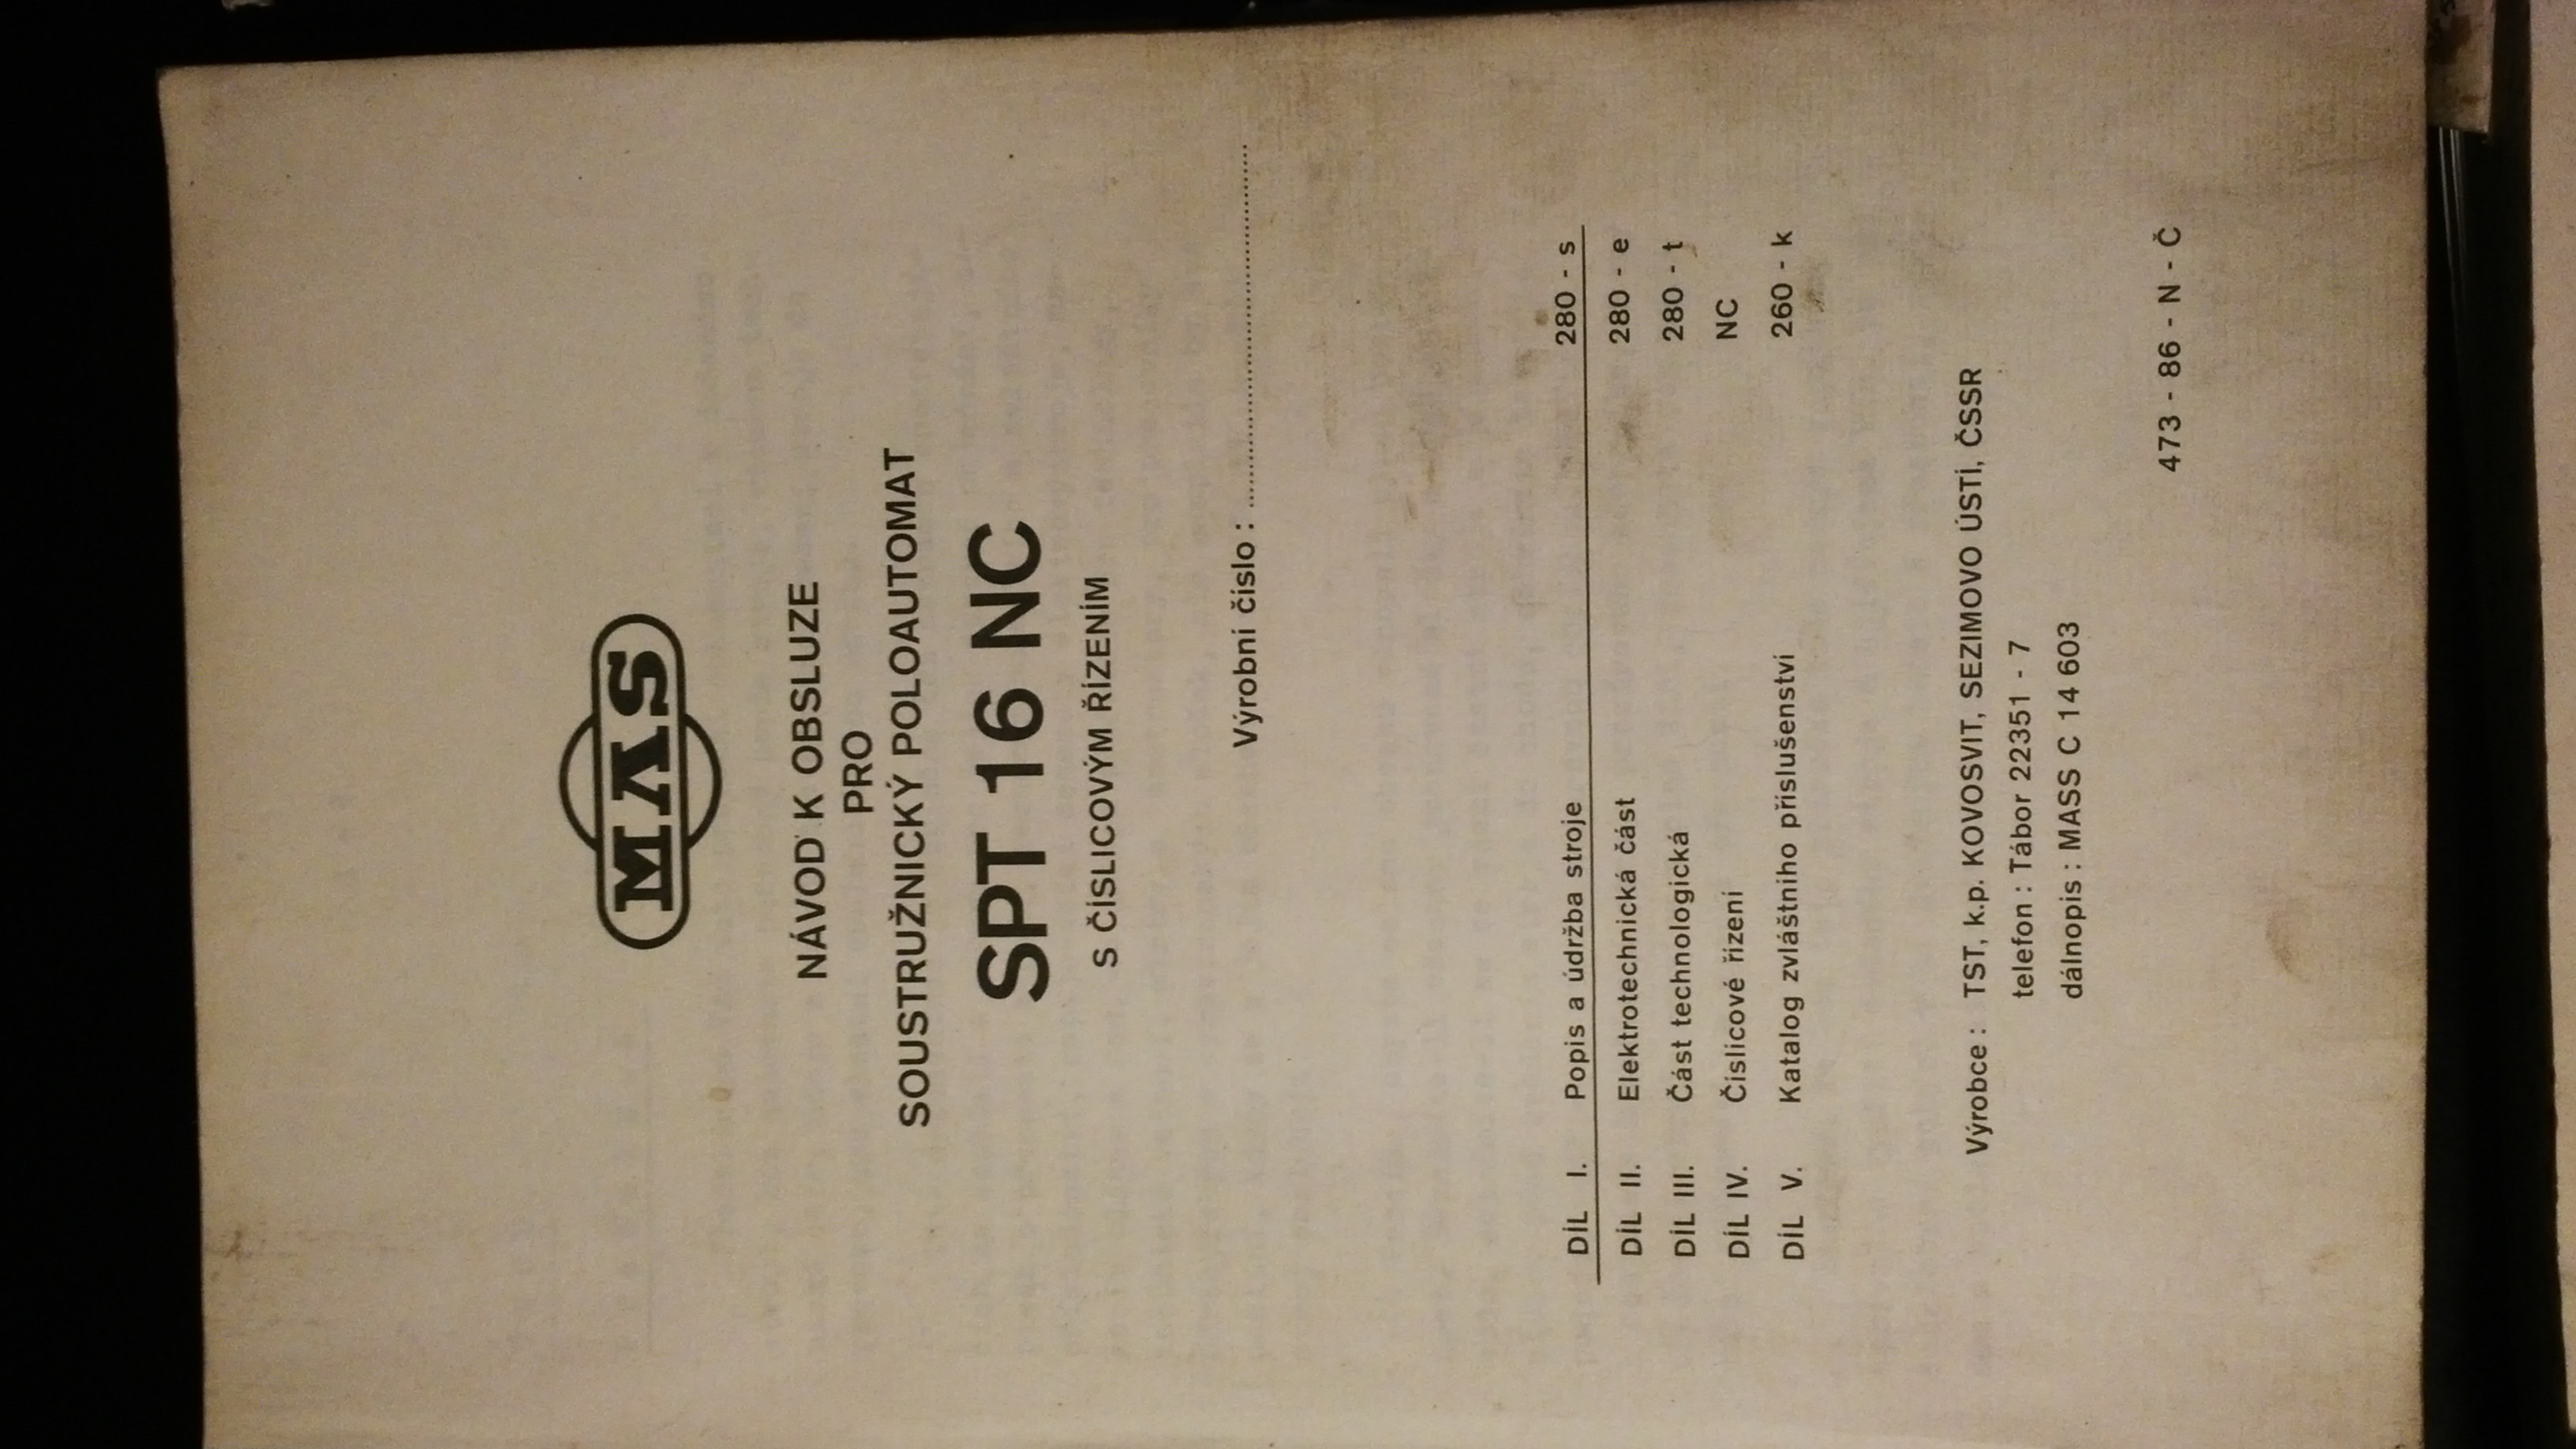 MAS
NÁVOD K OBSLUZE
PRO
SOUSTRUŽNICKÝ POLOAUTOMAT
SPT 16 NC
S ČÍSLICOVÝM ŘÍZENÍM
Výrobní číslo : ....................................................
DÍL I. Popis a údržba stroje 280 - s
DÍL II. Elektrotechnická část 280 - e
DÍL III. Část technologická 280 - t
DÍL IV. Číslicové řízení NC
DÍL V. Katalog zvláštního příslušenství 260 - k
Výrobce : TST, k.p. KOVOSVIT, SEZIMOVO ÚSTÍ, ČSSR
telefon : Tábor 22351 - 7
dálnopis : MASS C 14 603
473 - 86 - N - Č